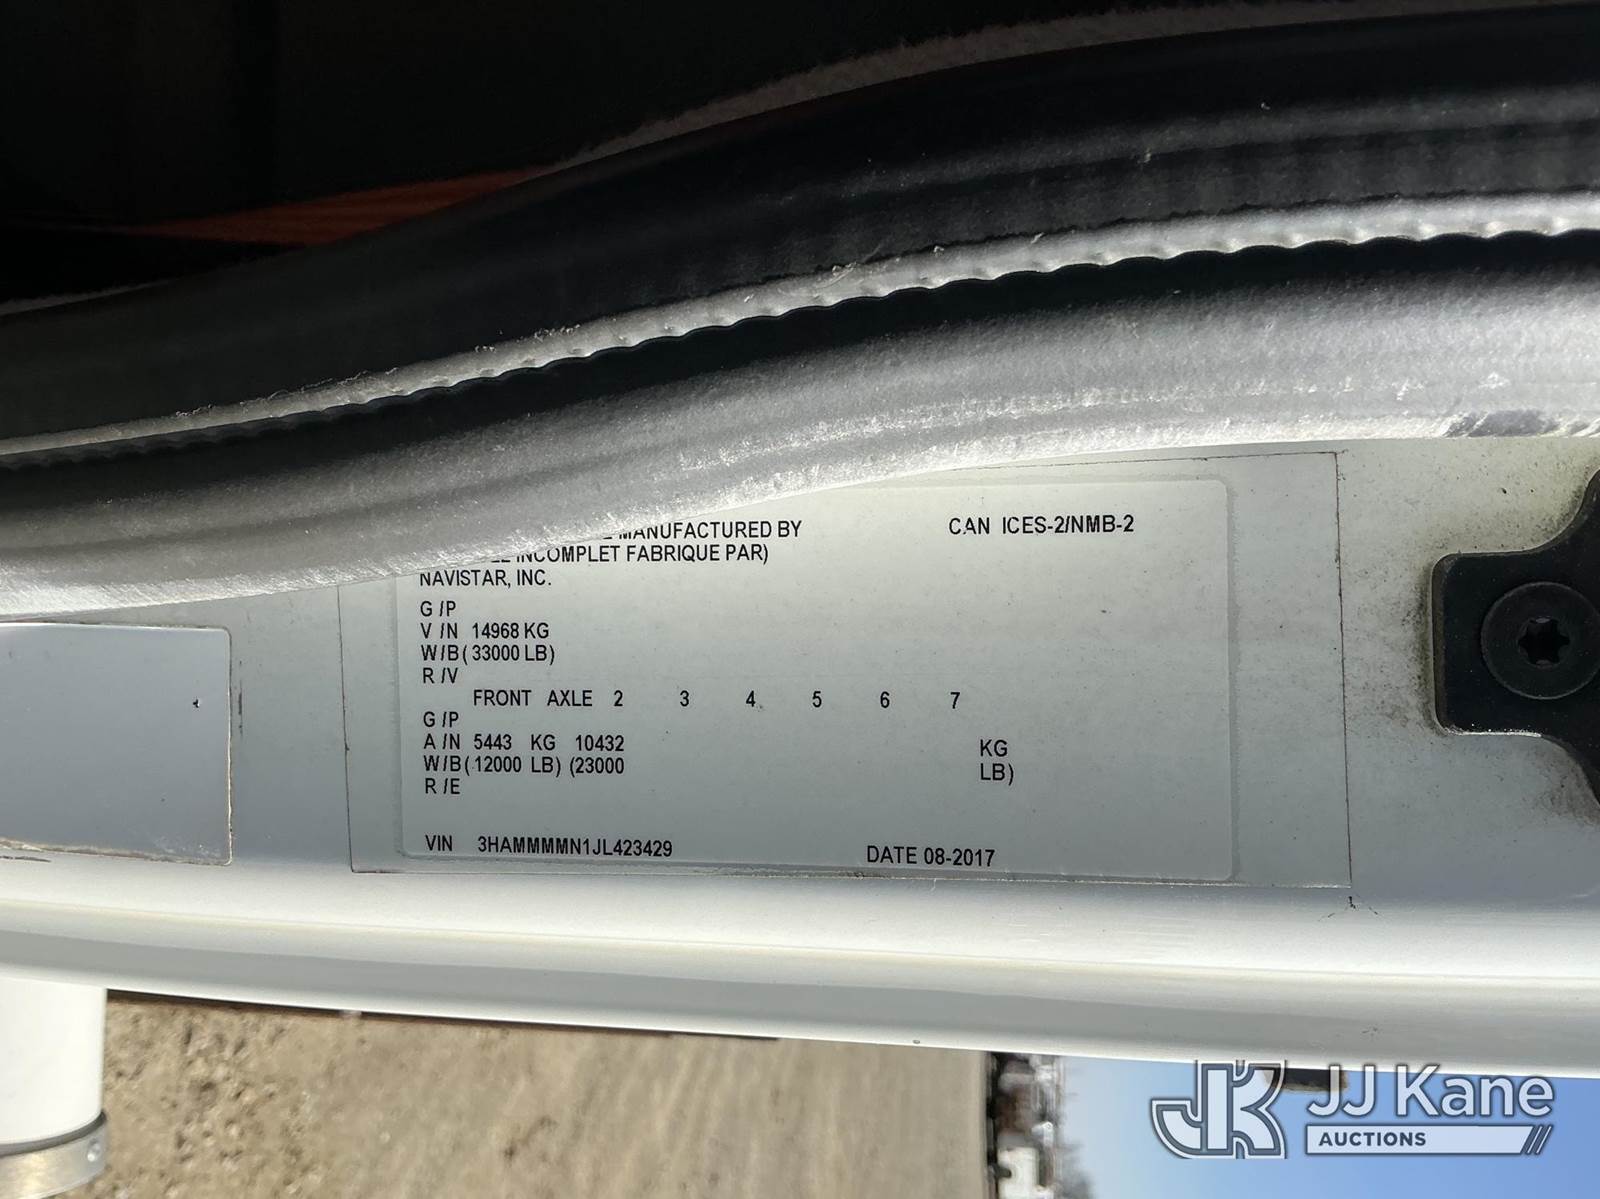 MANUFACTURED BY CAN ICES-2/NMB-2
INCOMPLET FABRIQUE PAR)
NAVISTAR, INC.
G /P
V /N 14968 KG
W/B( 33000 LB)
R /V
FRONT AXLE 2 3 4 5 6 7
G /P
A /N 5443 KG 10432 KG
W/B( 12000 LB) (23000 LB)
R /E
VIN 3HAMMMMN1JL423429 DATE 08-2017
JK JJ Kane
AUCTIONS